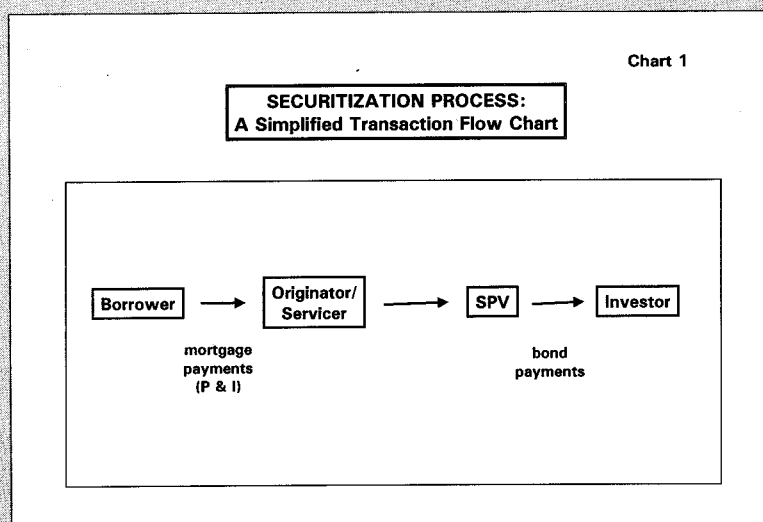 Chart 1
SECURITIZATION PROCESS:
A Simplified Transaction Flow Chart
Borrower
Originator/
Servicer
SPV
Investor
mortgage
payments
(P & I)
bond
payments